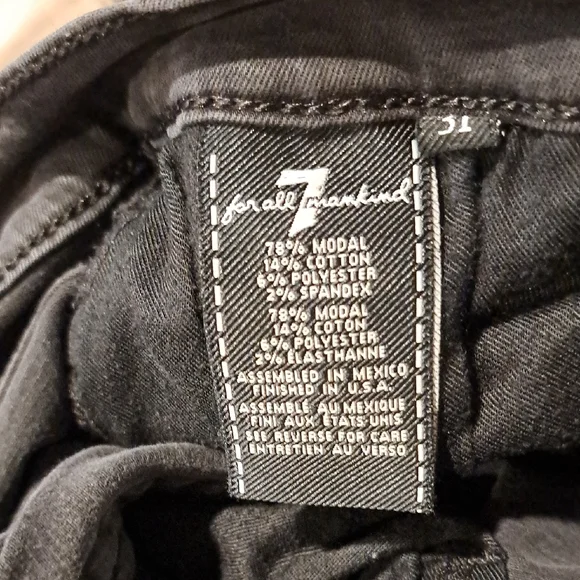 31
7
for all mankind
78% MODAL
14% COTTON
6% POLYESTER
2% SPANDEX
78% MODAL
14% COTON
6% POLYESTER
2% ELASTHANNE
ASSEMBLED IN MEXICO
FINISHED IN U.S.A.
ASSEMBLÉ AU MEXIQUE
FINI AUX ÉTATS-UNIS
SEE REVERSE FOR CARE
ENTRETIEN AU VERSO